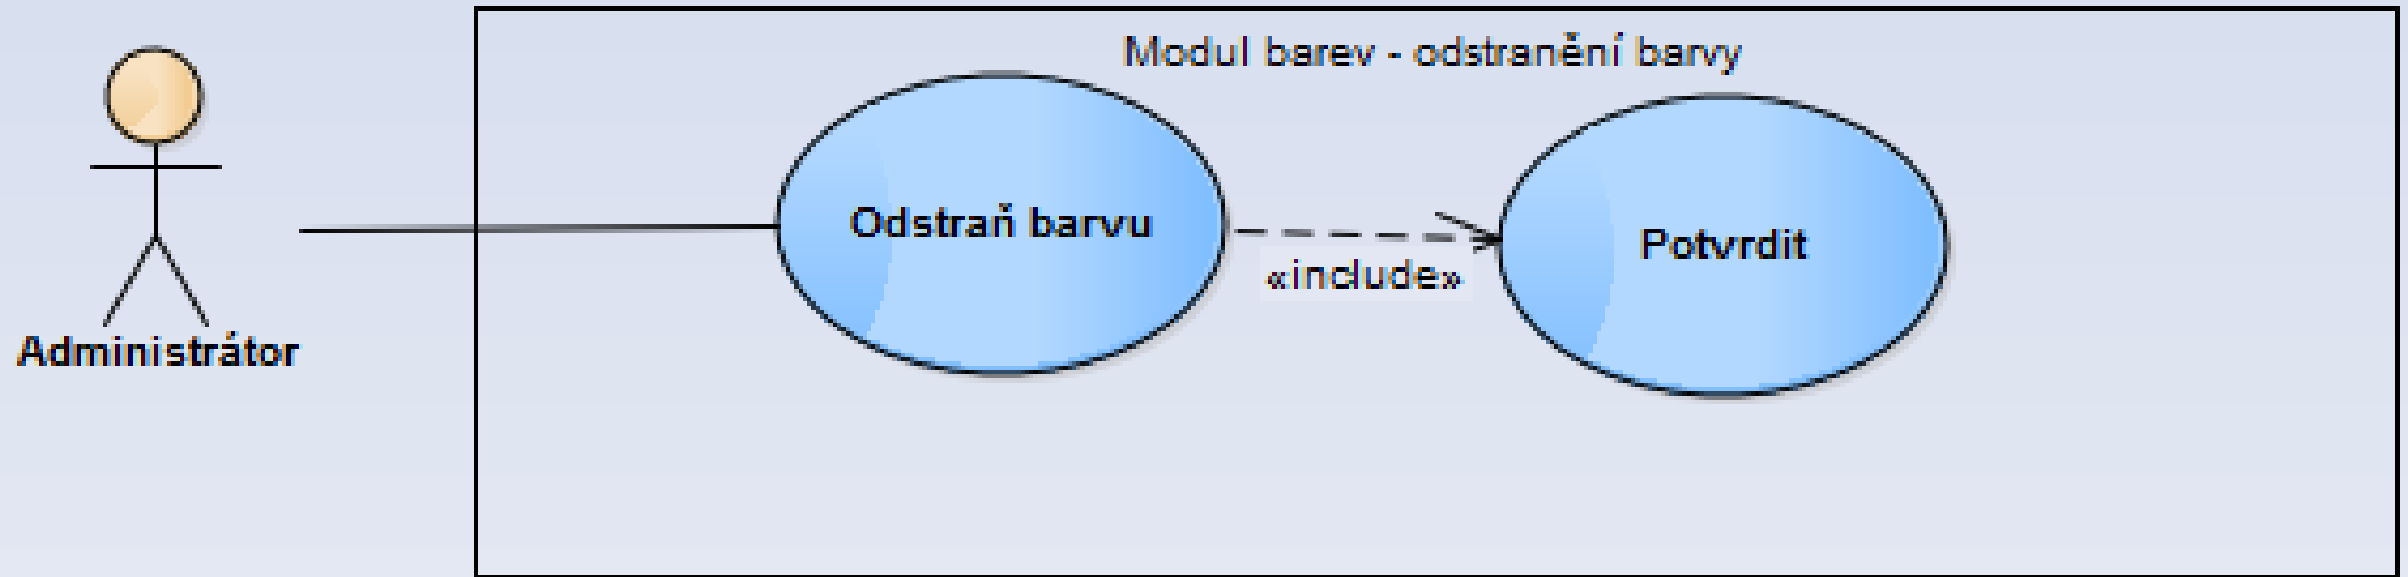 Modul barev - odstranění barvy
Odstraň barvu
«include»
Potvrdit
Administrátor